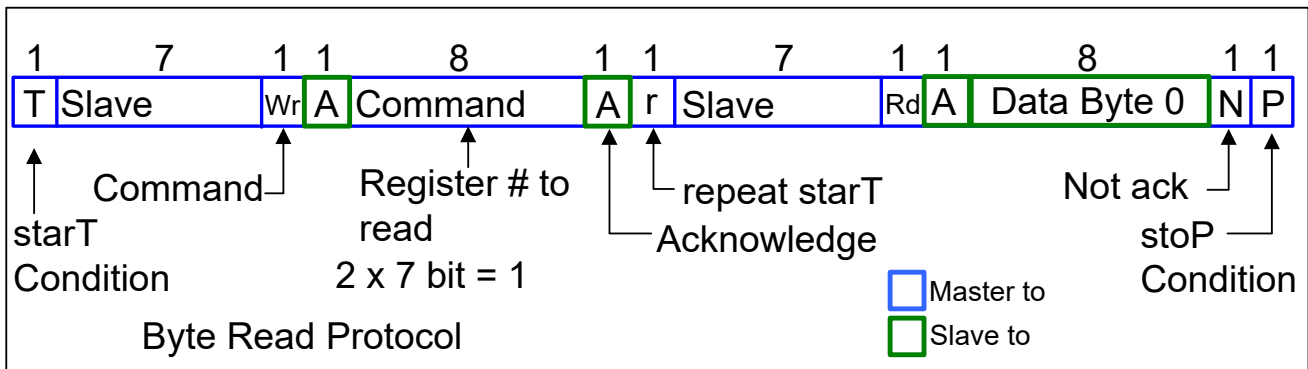 1 7 1 1 8 1 1 7 1 1 8 1 1
T Slave Wr A Command A r Slave Rd A Data Byte 0 N P
Command
Register # to
read
2 x 7 bit = 1
repeat starT
Acknowledge
Not ack
starT
Condition
stoP
Condition
Master to
Slave to
Byte Read Protocol